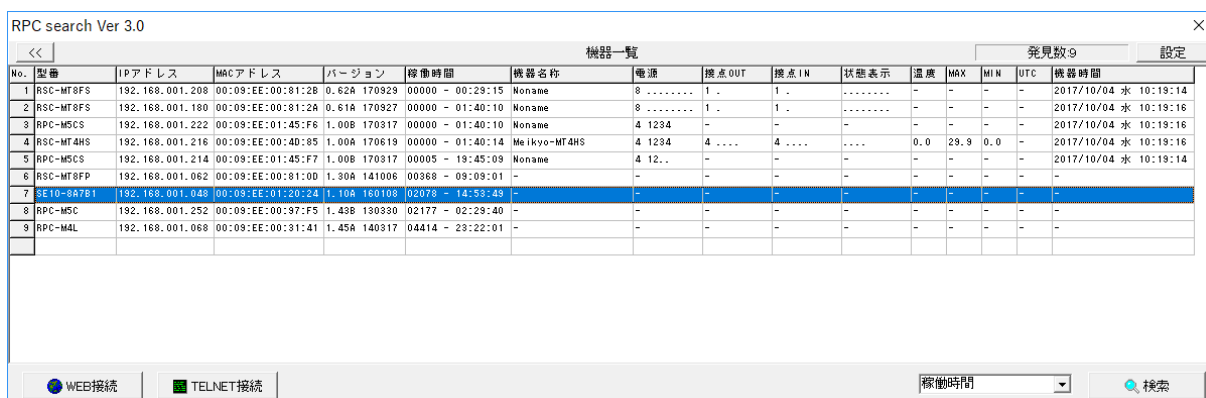 RPC search Ver 3.0
<< 機器一覧 発見数:9 設定
No. 型番 IPアドレス MACアドレス バージョン 稼働時間 機器名称 電源 接点OUT 接点IN 状態表示 温度 MAX MIN UTC 機器時間
1 RSC-MT8FS 192.168.001.208 00:09:EE:00:81:2B 0.62A 170929 00000 - 00:29:15 Noname 8 ........ 1 . 1 . ........ - - - - 2017/10/04 水 10:19:14
2 RSC-MT8FS 192.168.001.180 00:09:EE:00:81:2A 0.61A 170927 00000 - 01:40:10 Noname 8 ........ 1 . 1 . ........ - - - - 2017/10/04 水 10:19:16
3 RPC-M5CS 192.168.001.222 00:09:EE:01:45:F6 1.00B 170317 00000 - 01:40:10 Noname 4 1234 - - - - - - - 2017/10/04 水 10:19:16
4 RSC-MT4HS 192.168.001.216 00:09:EE:00:4D:85 1.00A 170619 00000 - 01:40:14 Meikyo-MT4HS 4 1234 4 .... 4 .... .... 0.0 29.9 0.0 - 2017/10/04 水 10:19:16
5 RPC-M5CS 192.168.001.214 00:09:EE:01:45:F7 1.00B 170317 00005 - 19:45:09 Noname 4 12.. - - - - - - - 2017/10/04 水 10:19:14
6 RSC-MT8FP 192.168.001.062 00:09:EE:00:81:0D 1.30A 141006 00368 - 09:09:01 - - - - - - - - - -
7 SE10-8A7B1 192.168.001.048 00:09:EE:01:20:24 1.10A 160108 02078 - 14:53:49 - - - - - - - - - -
8 RPC-M5C 192.168.001.252 00:09:EE:00:97:F5 1.43B 130330 02177 - 02:29:40 - - - - - - - - - -
9 RPC-M4L 192.168.001.068 00:09:EE:00:31:41 1.45A 140317 04414 - 23:22:01 - - - - - - - - - -
WEB接続 TELNET接続 稼働時間 検索